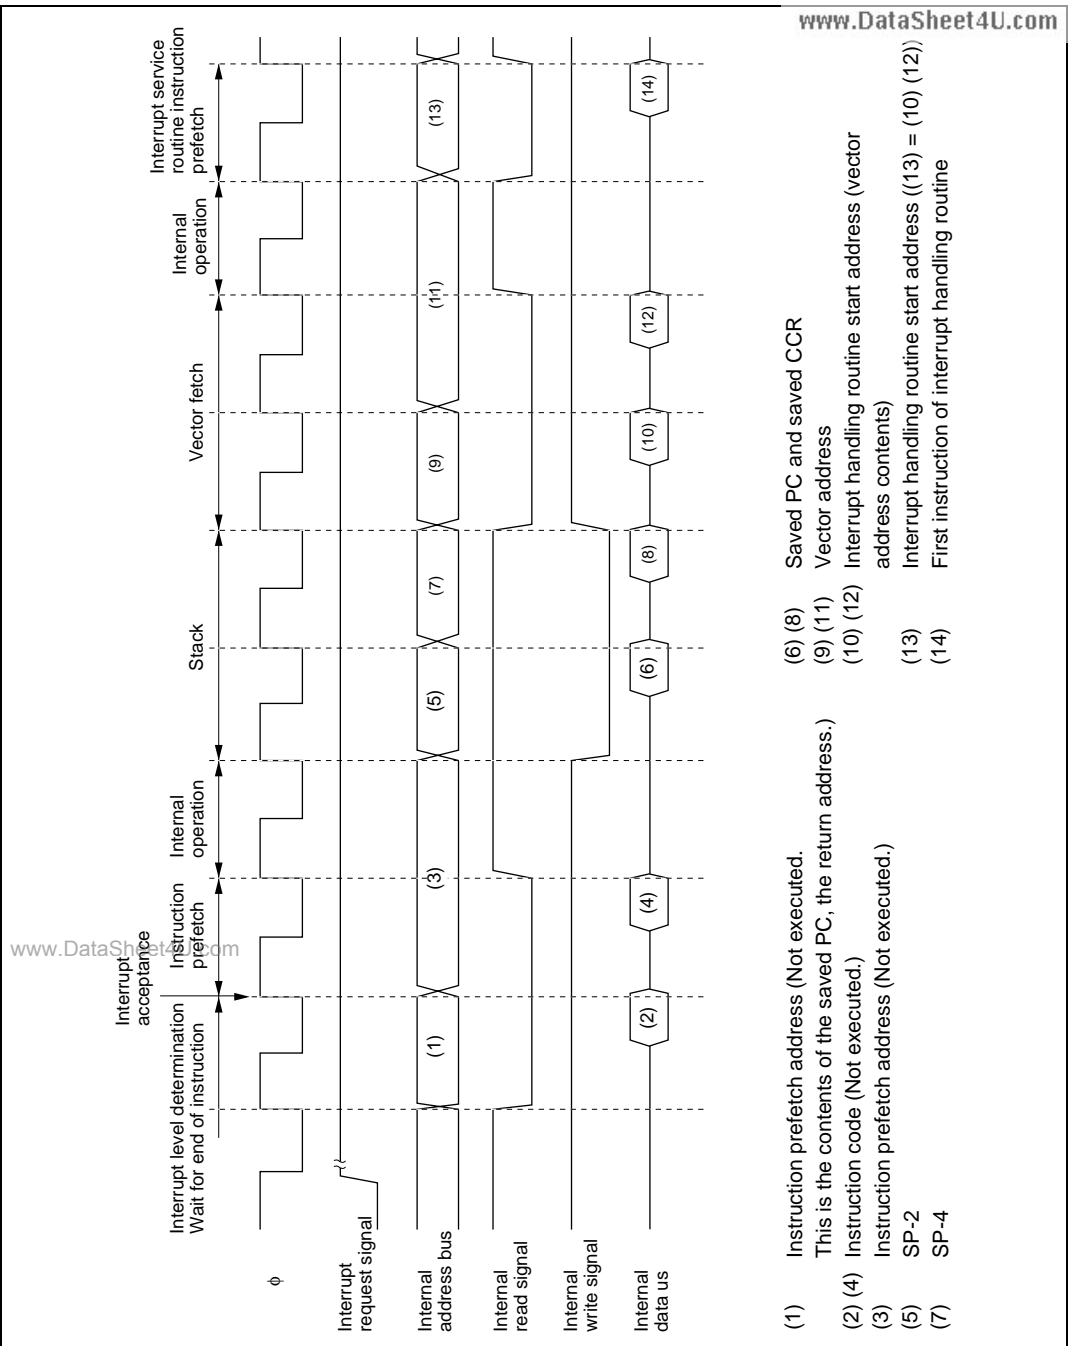 www.DataSheet4U.com
Interrupt level determination
Wait for end of instruction
Interrupt
acceptance
Instruction
prefetch
Internal
operation
Stack
Vector fetch
Internal
operation
Interrupt service
routine instruction
prefetch
φ
Interrupt
request signal
Internal
address bus
(1)
(3)
(5)
(7)
(9)
(11)
(13)
Internal
read signal
Internal
write signal
Internal
data us
(2)
(4)
(6)
(8)
(10)
(12)
(14)
(1) Instruction prefetch address (Not executed.
This is the contents of the saved PC, the return address.)
(2) (4) Instruction code (Not executed.)
(3) Instruction prefetch address (Not executed.)
(5) SP-2
(7) SP-4
(6) (8) Saved PC and saved CCR
(9) (11) Vector address
(10) (12) Interrupt handling routine start address (vector
address contents)
(13) Interrupt handling routine start address ((13) = (10) (12))
(14) First instruction of interrupt handling routine
www.DataSheet4U.com